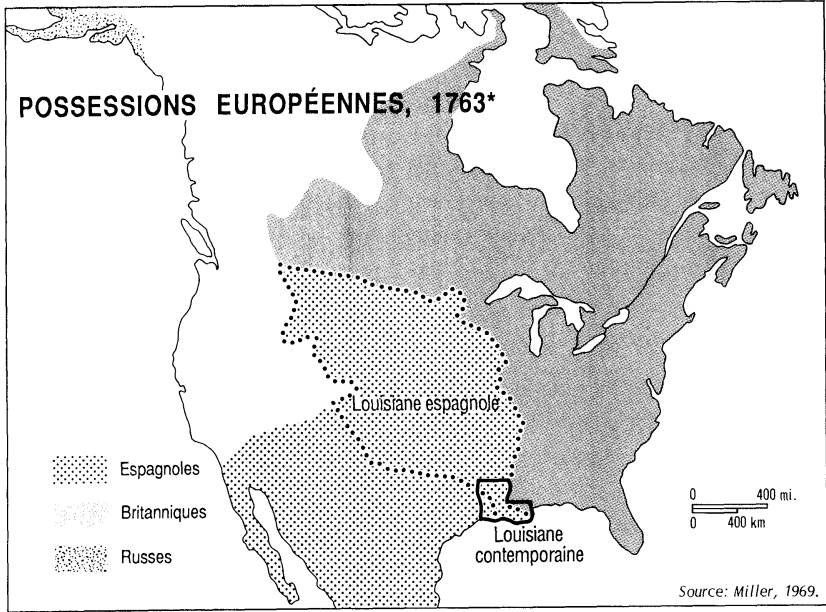 POSSESSIONS EUROPÉENNES, 1763*
Louisiane espagnole
Espagnoles
Britanniques
Russes
Louisiane
contemporaine
0 400 mi.
0 400 km
Source: Miller, 1969.